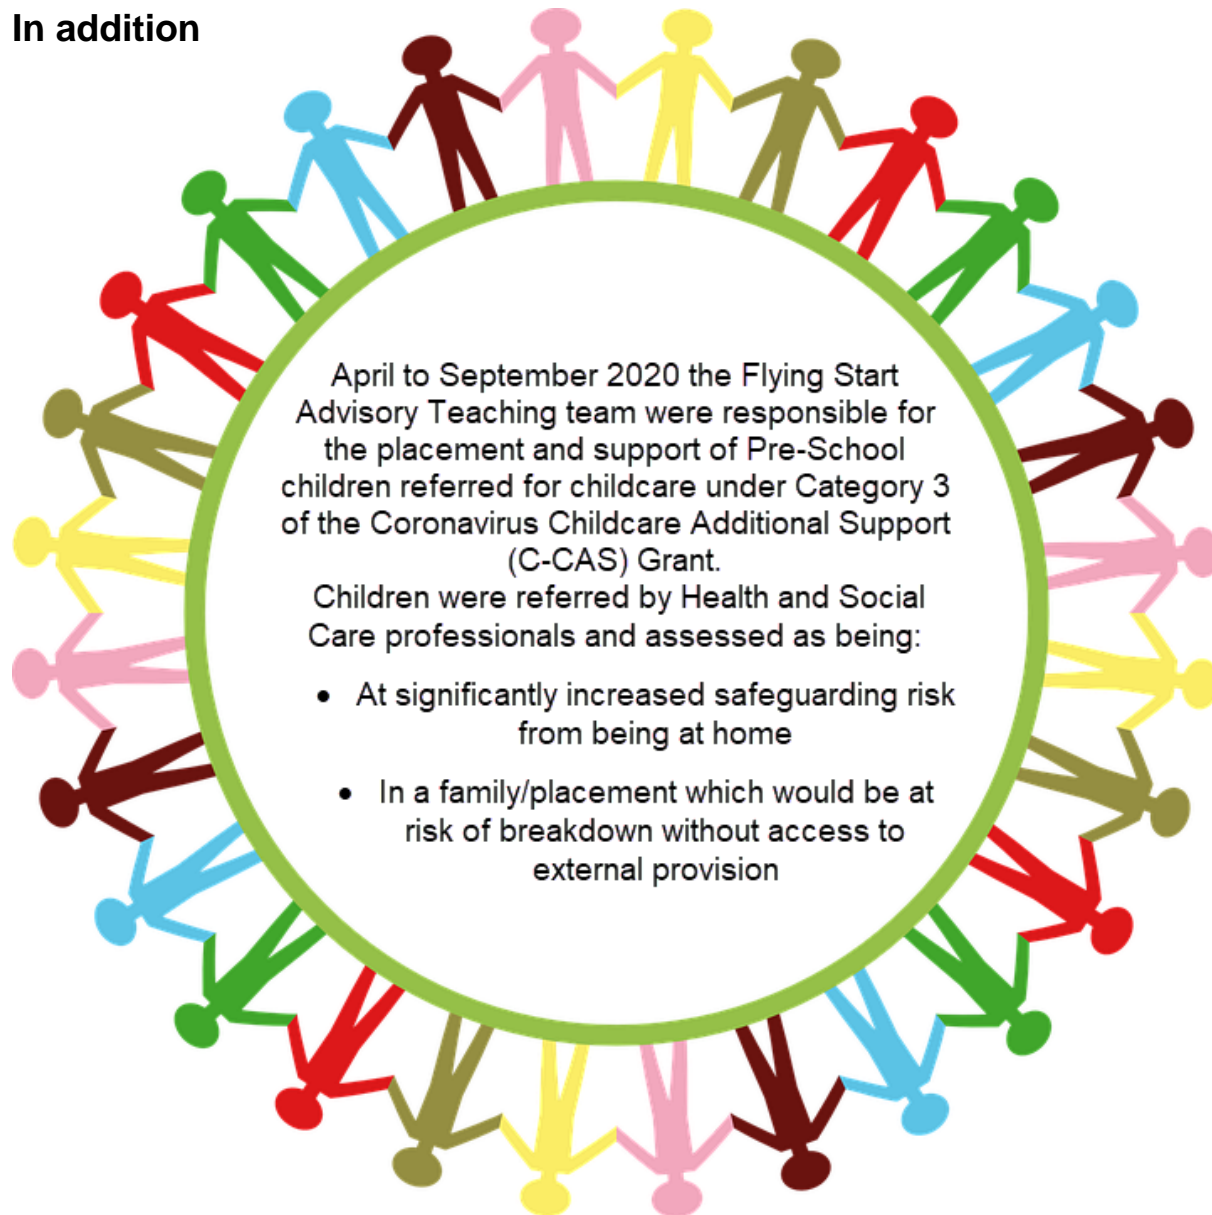 In addition
April to September 2020 the Flying Start
Advisory Teaching team were responsible for
the placement and support of Pre-School
children referred for childcare under Category 3
of the Coronavirus Childcare Additional Support
(C-CAS) Grant.
Children were referred by Health and Social
Care professionals and assessed as being:
• At significantly increased safeguarding risk
from being at home
• In a family/placement which would be at
risk of breakdown without access to
external provision